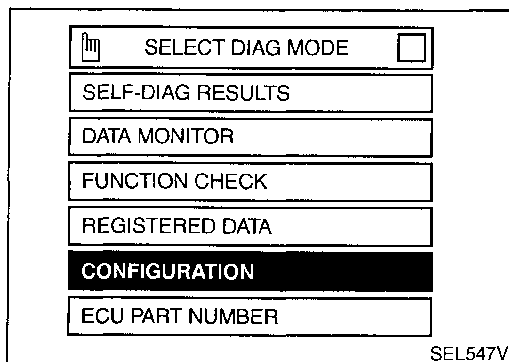 SELECT DIAG MODE
SELF-DIAG RESULTS
DATA MONITOR
FUNCTION CHECK
REGISTERED DATA
CONFIGURATION
ECU PART NUMBER
SEL547V